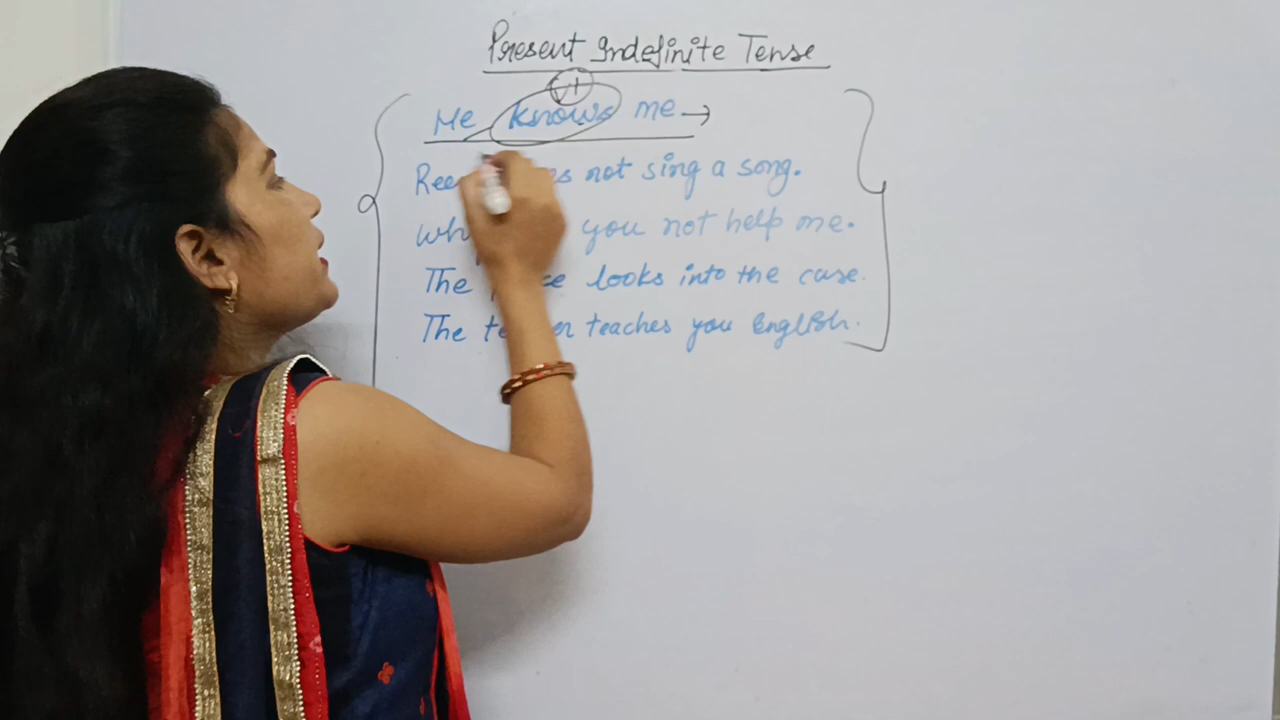 Present Indefinite Tense
V1
He knows me →
not sing a song.
you not help me.
The looks into the case.
The teaches you English.